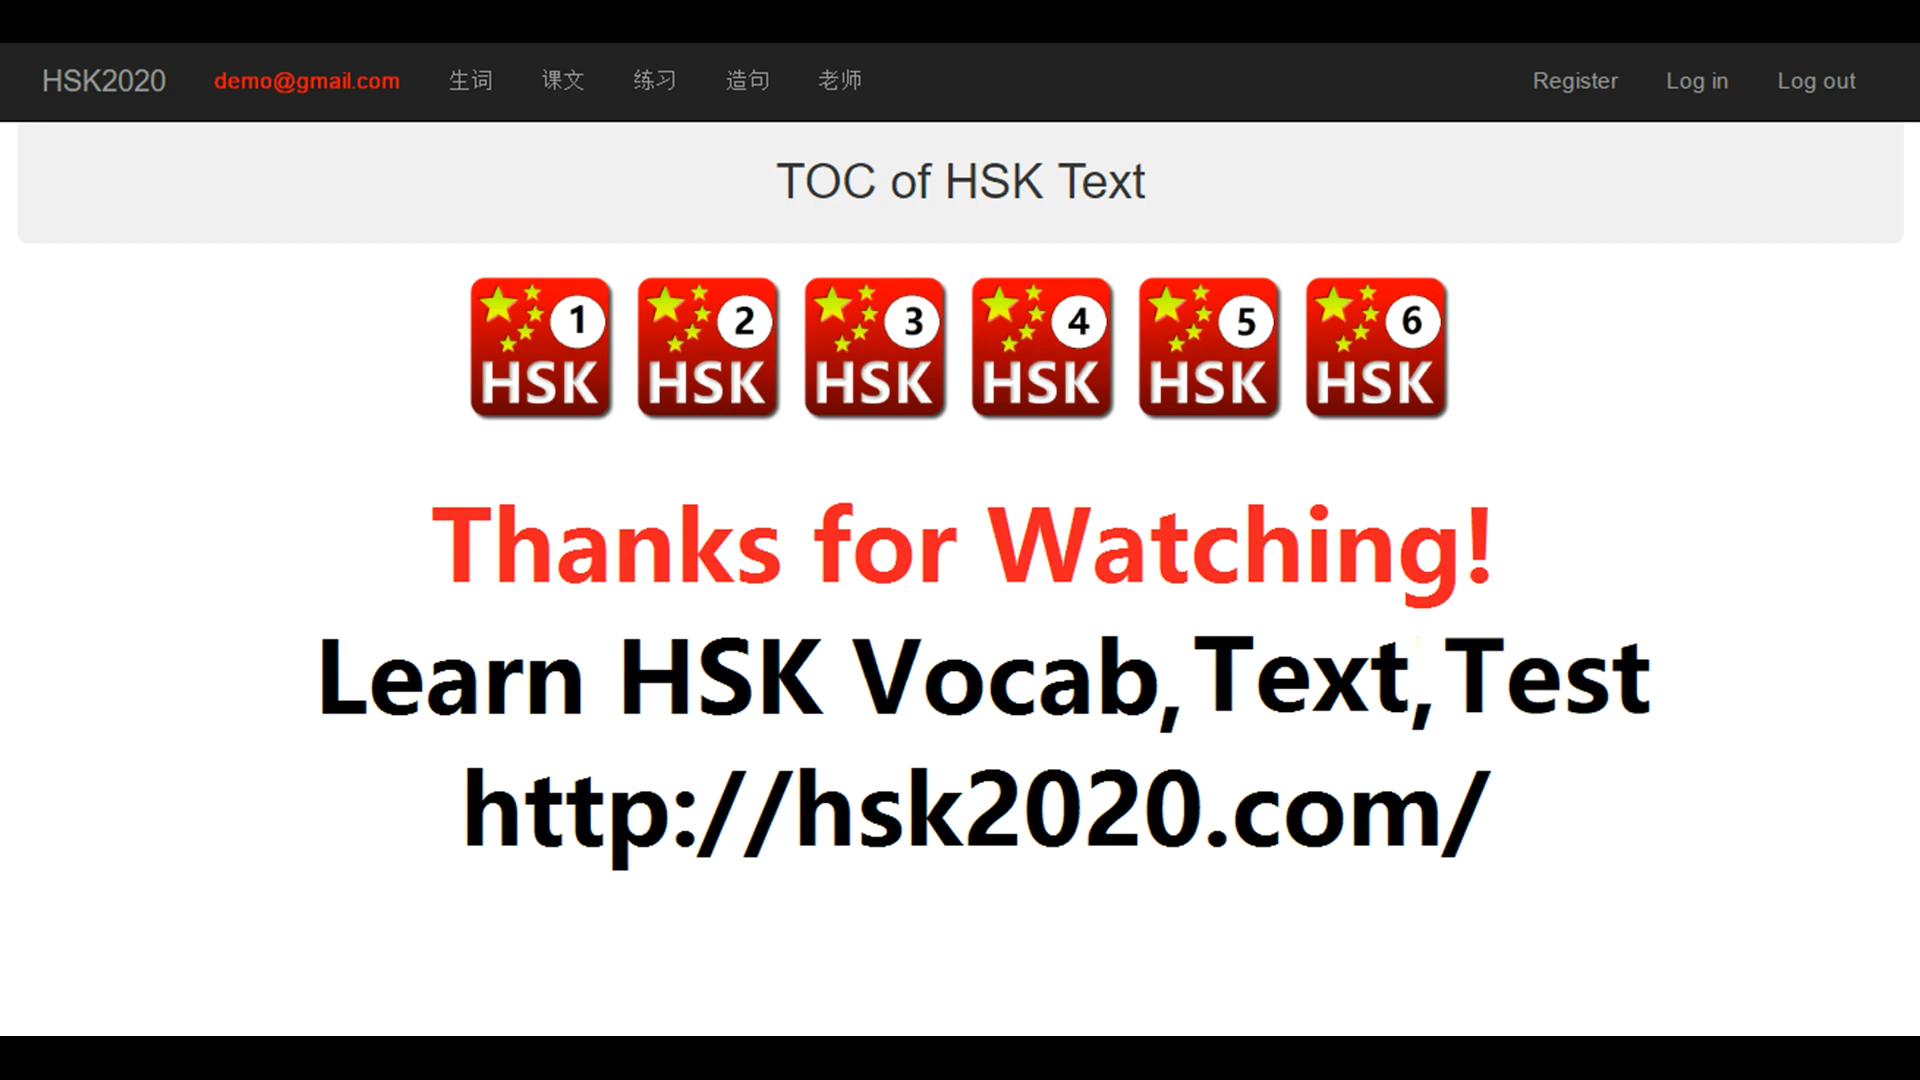 HSK2020 demo@gmail.com 生词 课文 练习 造句 老师 Register Log in Log out
TOC of HSK Text
1 2 3 4 5 6
HSK HSK HSK HSK HSK HSK
Thanks for Watching!
Learn HSK Vocab,Text,Test
http://hsk2020.com/